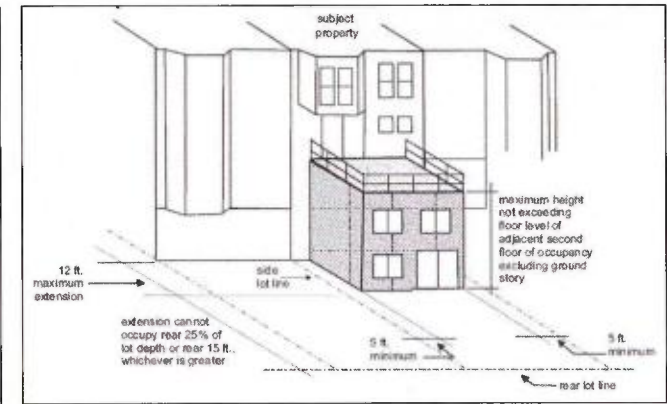 subject
property
maximum height
not exceeding
floor level of
adjacent second
floor of occupancy
excluding ground
story
12 ft.
maximum
extension
side
lot line
extension cannot
occupy rear 25% of
lot depth or rear 15 ft.,
whichever is greater
5 ft.
minimum
5 ft.
minimum
rear lot line